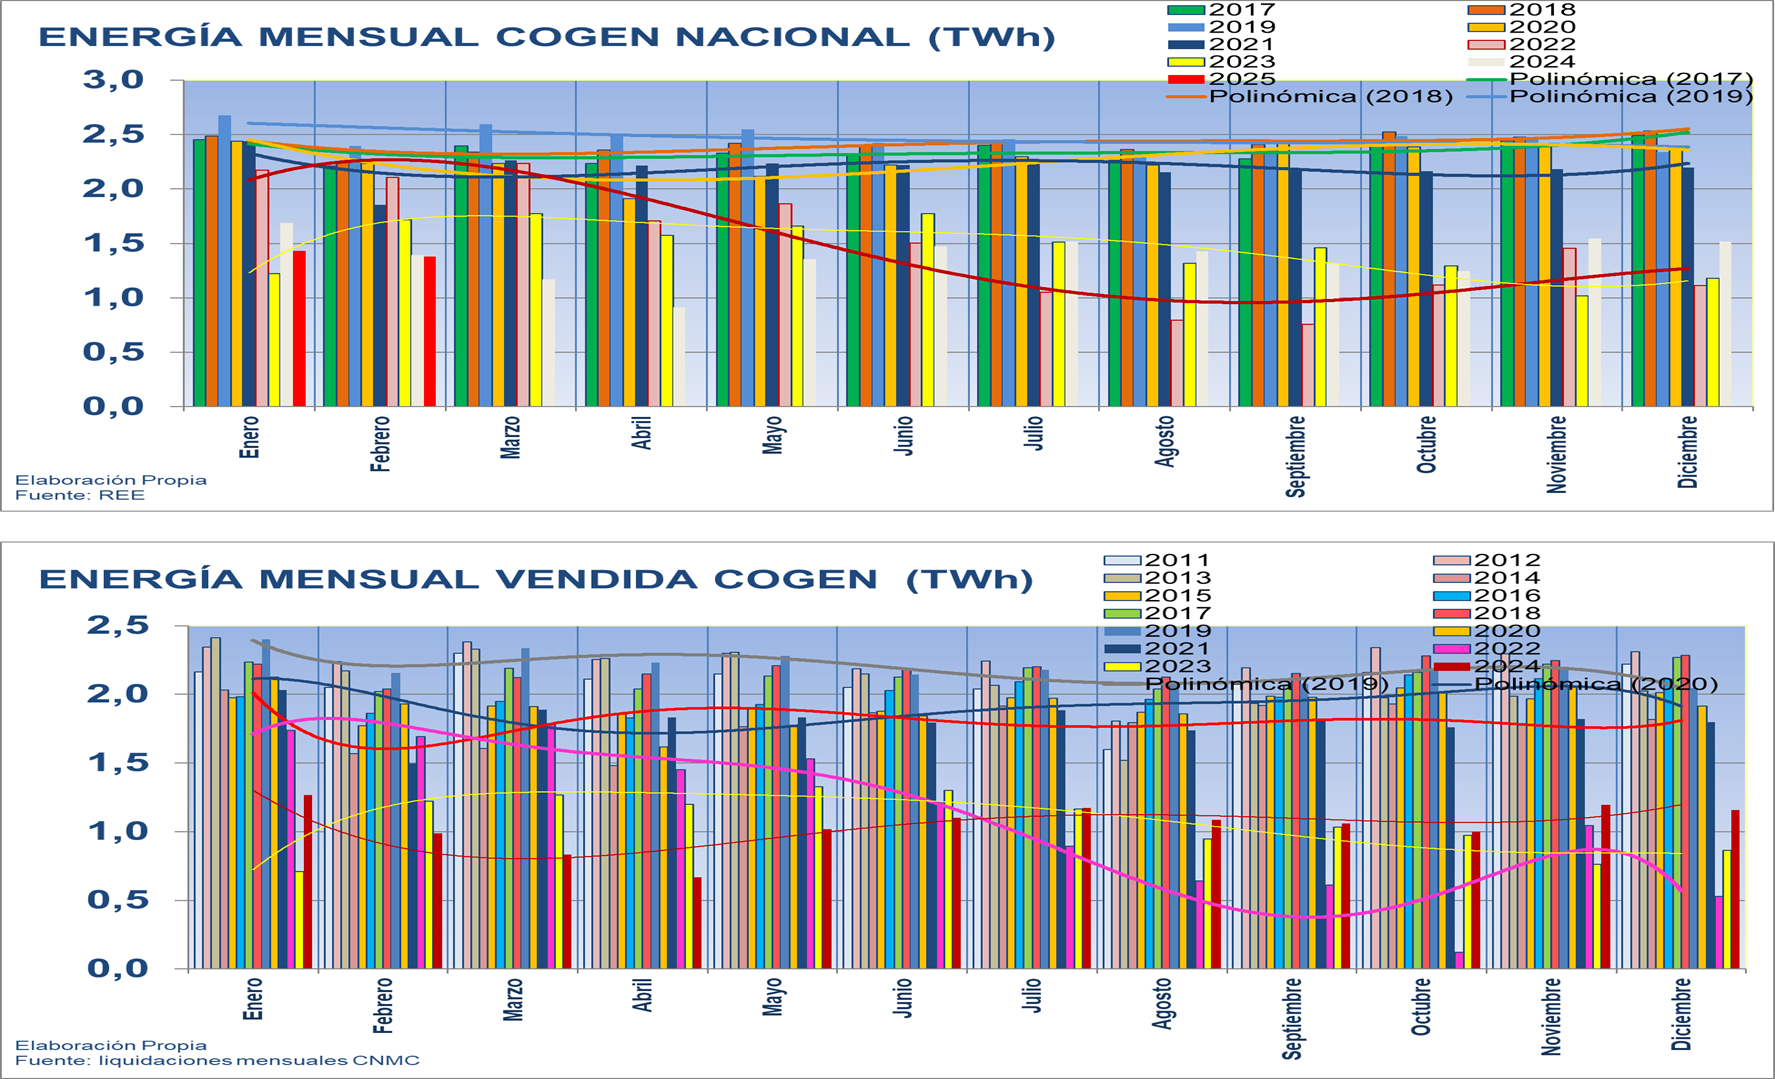 ENERGÍA MENSUAL COGEN NACIONAL (TWh)
2017 2018
2019 2020
2021 2022
2023 2024
2025 Polinómica (2017)
Polinómica (2018) Polinómica (2019)
3,0
2,5
2,0
1,5
1,0
0,5
0,0
Enero Febrero Marzo Abril Mayo Junio Julio Agosto Septiembre Octubre Noviembre Diciembre
Elaboración Propia
Fuente: REE
ENERGÍA MENSUAL VENDIDA COGEN (TWh)
2011 2012
2013 2014
2015 2016
2017 2018
2019 2020
2021 2022
2023 2024
Polinómica (2019) Polinómica (2020)
2,5
2,0
1,5
1,0
0,5
0,0
Enero Febrero Marzo Abril Mayo Junio Julio Agosto Septiembre Octubre Noviembre Diciembre
Elaboración Propia
Fuente: liquidaciones mensuales CNMC